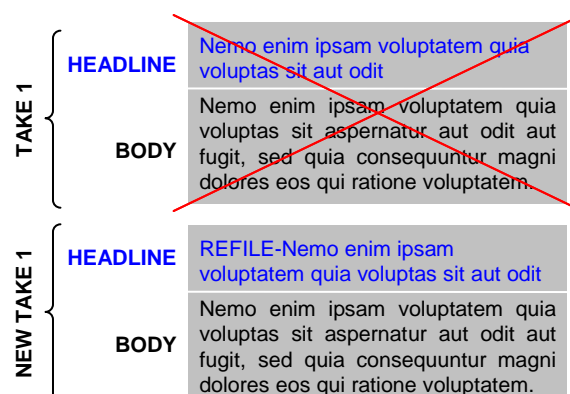 TAKE 1
HEADLINE
Nemo enim ipsam voluptatem quia
voluptas sit aut odit
BODY
Nemo enim ipsam voluptatem quia
voluptas sit aspernatur aut odit aut
fugit, sed quia consequuntur magni
dolores eos qui ratione voluptatem.
NEW TAKE 1
HEADLINE
REFILE-Nemo enim ipsam
voluptatem quia voluptas sit aut odit
BODY
Nemo enim ipsam voluptatem quia
voluptas sit aspernatur aut odit aut
fugit, sed quia consequuntur magni
dolores eos qui ratione voluptatem.